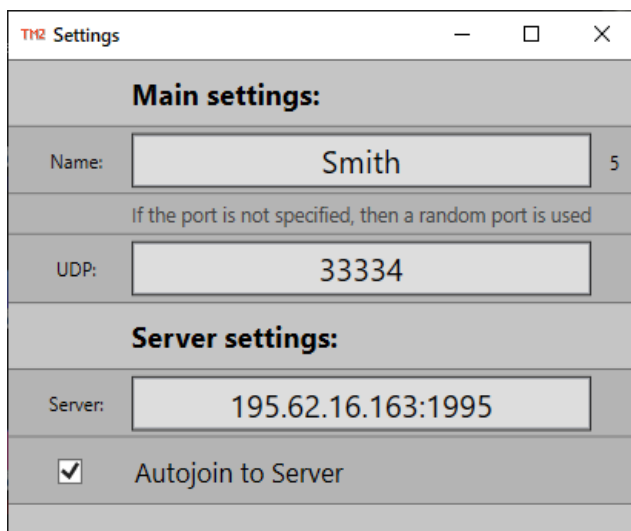 TM2 Settings
Main settings:
Name: Smith 5
If the port is not specified, then a random port is used
UDP: 33334
Server settings:
Server: 195.62.16.163:1995
Autojoin to Server